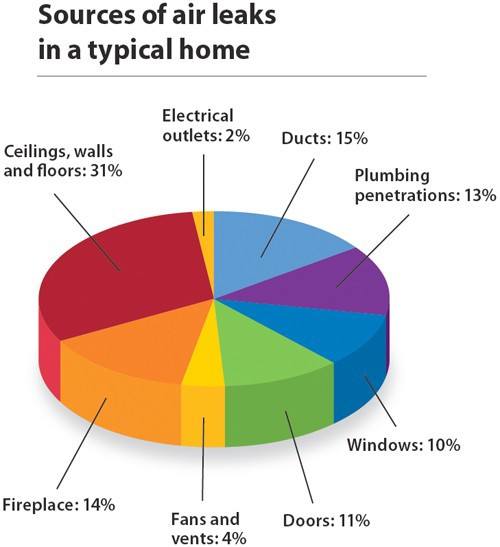 Sources of air leaks
in a typical home
Electrical
outlets: 2%
Ducts: 15%
Ceilings, walls
and floors: 31%
Plumbing
penetrations: 13%
Windows: 10%
Fireplace: 14%
Fans and
vents: 4%
Doors: 11%